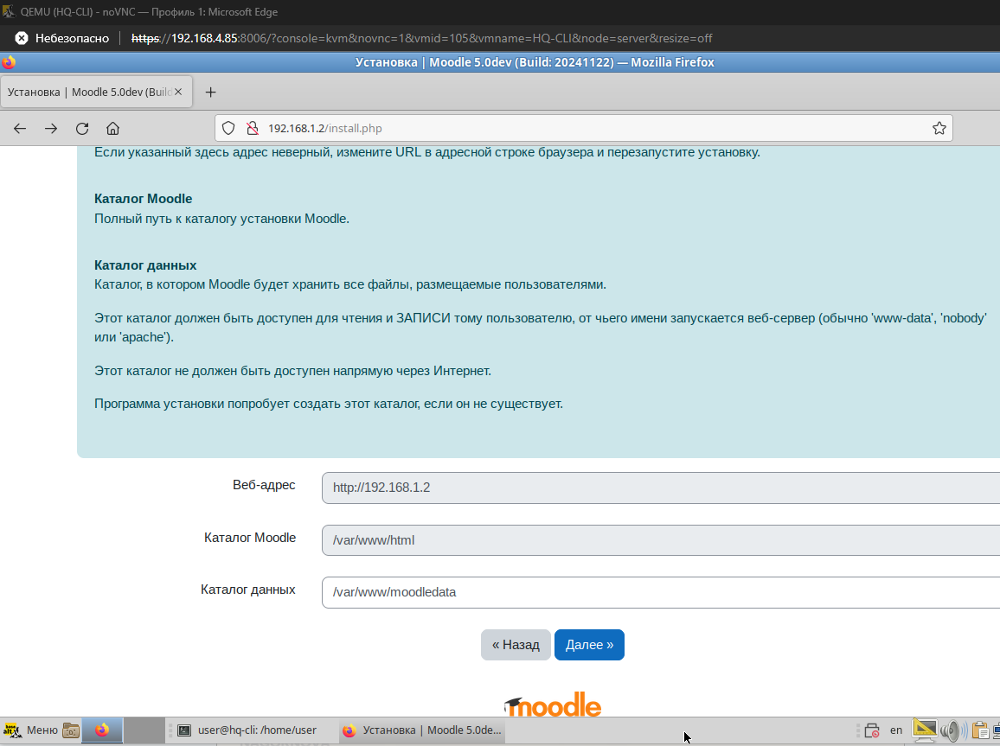 QEMU (HQ-CLI) - noVNC — Профиль 1: Microsoft Edge
Небезопасно https://192.168.4.85:8006/?console=kvm&novnc=1&vmid=105&vmname=HQ-CLI&node=server&resize=off
Установка | Moodle 5.0dev (Build: 20241122) — Mozilla Firefox
Установка | Moodle 5.0dev (Build
192.168.1.2/install.php
Если указанный здесь адрес неверный, измените URL в адресной строке браузера и перезапустите установку.
Каталог Moodle
Полный путь к каталогу установки Moodle.
Каталог данных
Каталог, в котором Moodle будет хранить все файлы, размещаемые пользователями.
Этот каталог должен быть доступен для чтения и ЗАПИСИ тому пользователю, от чьего имени запускается веб-сервер (обычно 'www-data', 'nobody'
или 'apache').
Этот каталог не должен быть доступен напрямую через Интернет.
Программа установки попробует создать этот каталог, если он не существует.
Веб-адрес http://192.168.1.2
Каталог Moodle /var/www/html
Каталог данных /var/www/moodledata
« Назад Далее »
moodle
Меню user@hq-cli: /home/user Установка | Moodle 5.0de... en